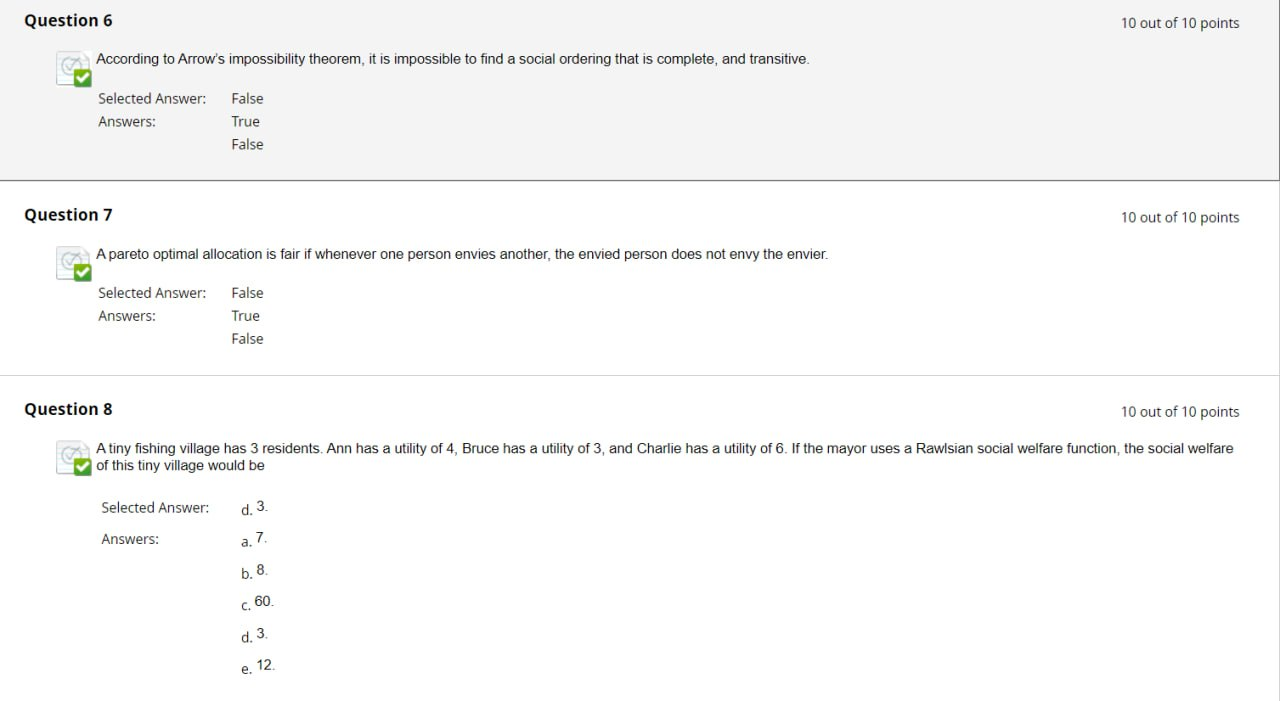 Question 6
10 out of 10 points
According to Arrow's impossibility theorem, it is impossible to find a social ordering that is complete, and transitive.
Selected Answer: False
Answers: True
False
Question 7
10 out of 10 points
A pareto optimal allocation is fair if whenever one person envies another, the envied person does not envy the envier.
Selected Answer: False
Answers: True
False
Question 8
10 out of 10 points
A tiny fishing village has 3 residents. Ann has a utility of 4, Bruce has a utility of 3, and Charlie has a utility of 6. If the mayor uses a Rawlsian social welfare function, the social welfare
of this tiny village would be
Selected Answer: d. 3.
Answers: a. 7.
b. 8.
c. 60.
d. 3.
e. 12.